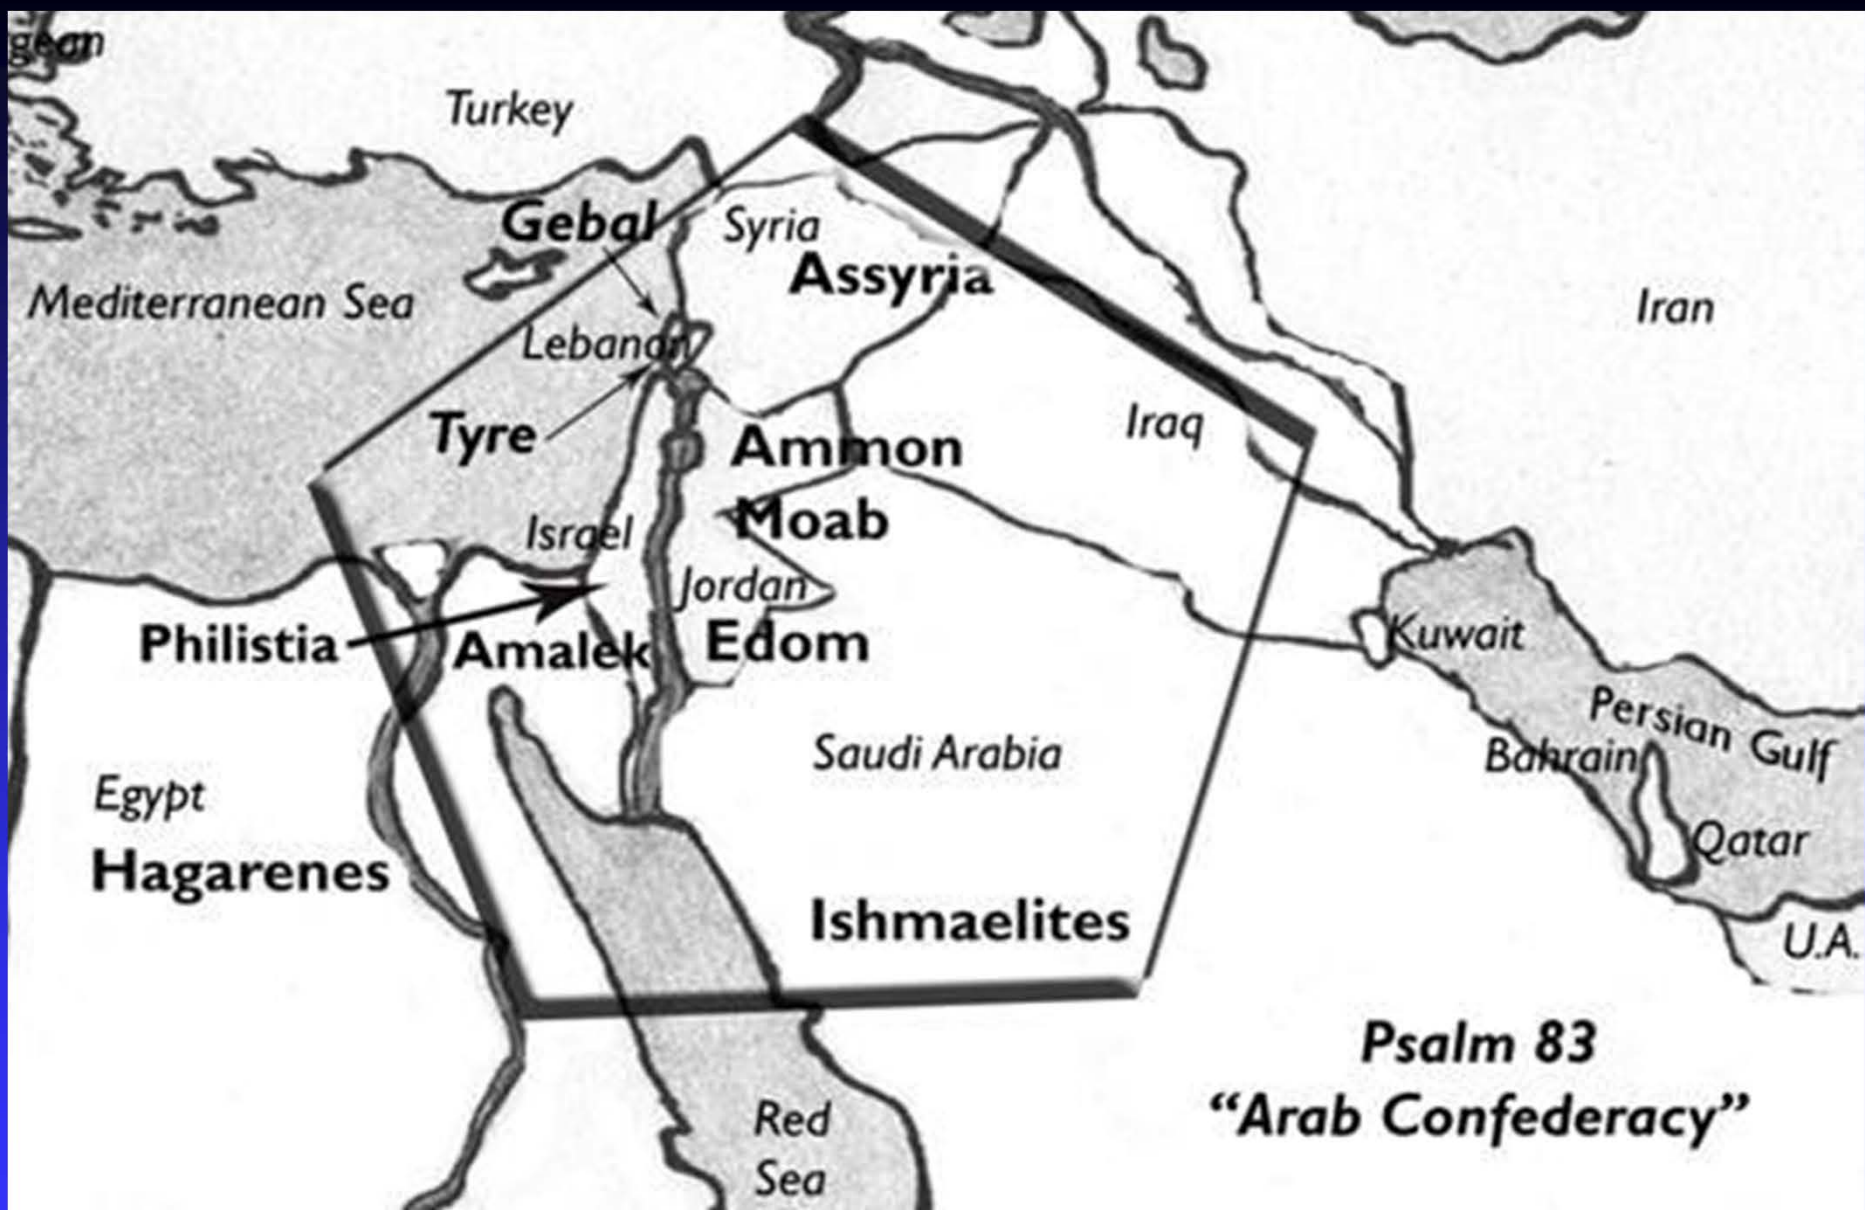 gean
Turkey
Gebal
Syria
Assyria
Mediterranean Sea
Iran
Lebanon
Tyre
Ammon
Iraq
Moab
Israel
Jordan
Philistia
Amalek
Edom
Kuwait
Persian Gulf
Saudi Arabia
Bahrain
Egypt
Qatar
Hagarenes
Ishmaelites
U.A.
Psalm 83
“Arab Confederacy”
Red
Sea